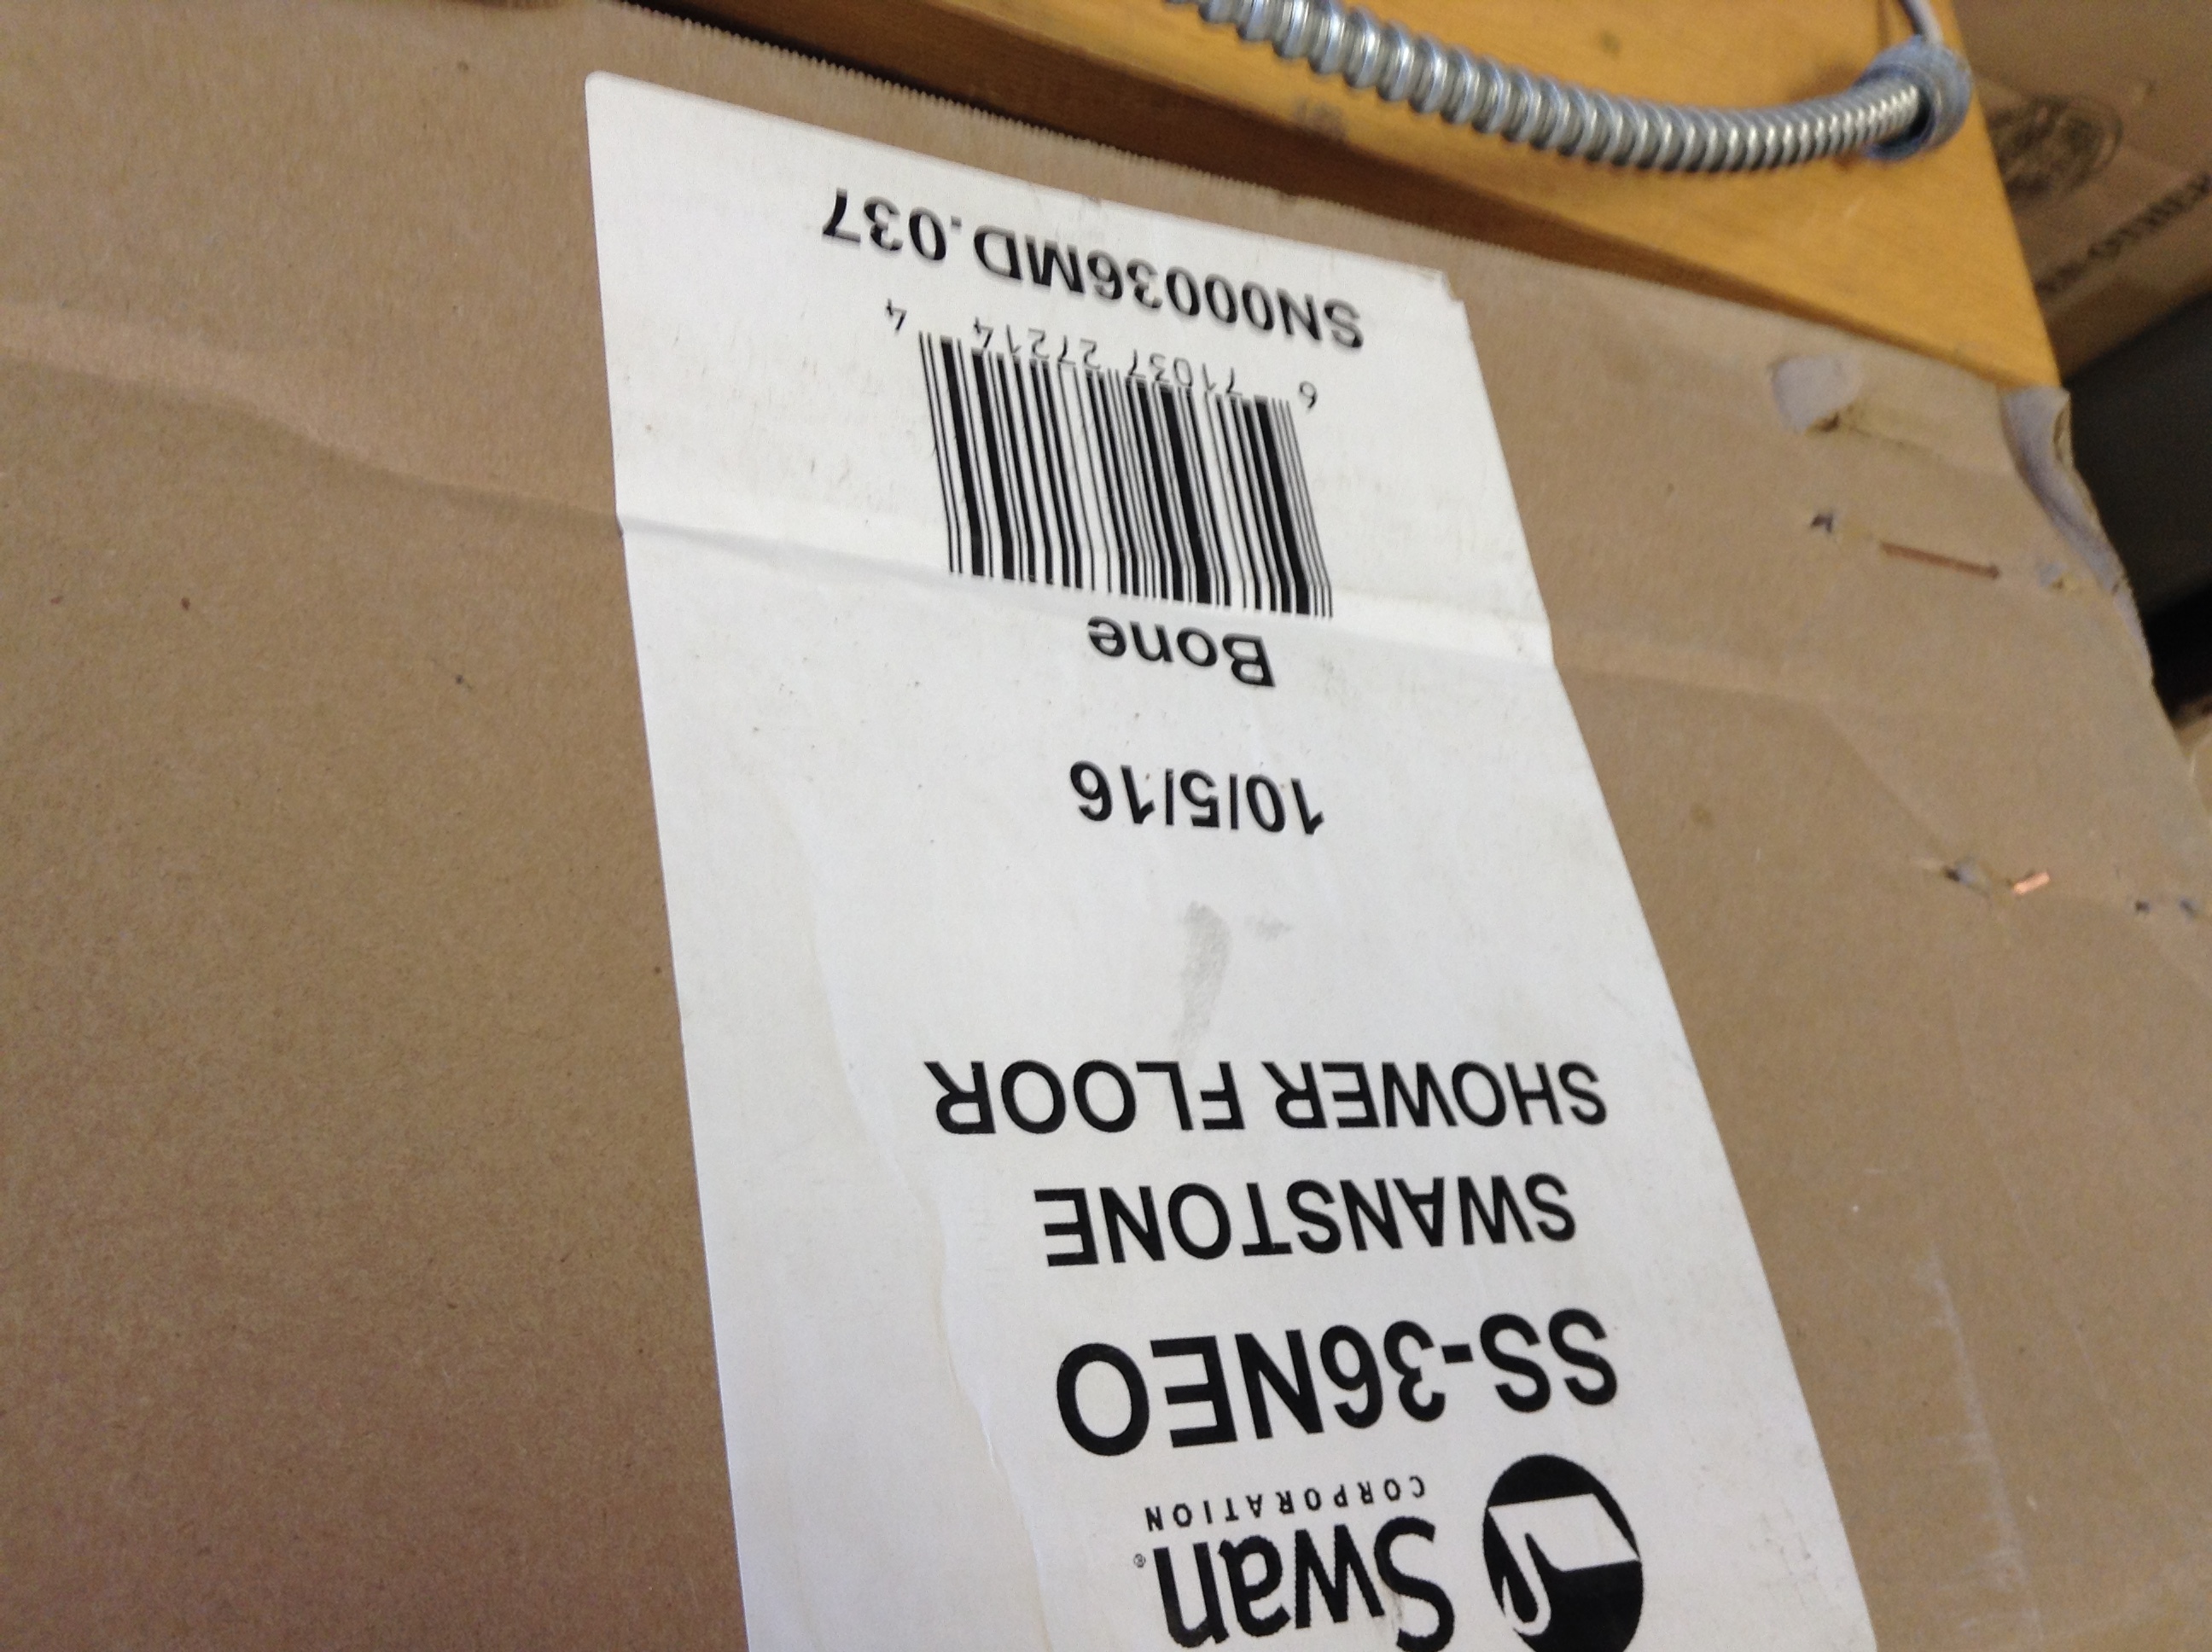 Swan®
CORPORATION
SS-36NEO
SWANSTONE
SHOWER FLOOR
10/5/16
Bone
6 71037 27214 4
SN00036MD.037